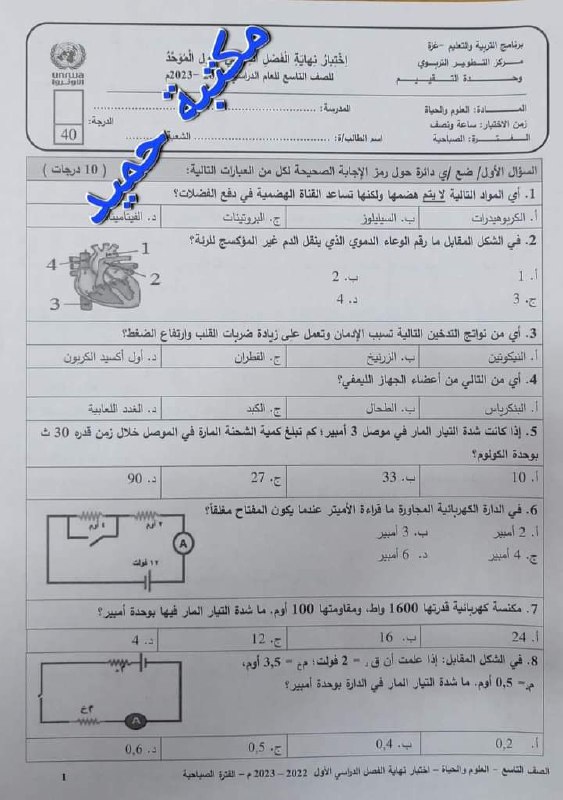 برنامج التربية والتعليم -غزة
مركز التطوير التربوي
وحدة التقييم
إختبار نهاية الفصل الدراسي الأول الموحَّد
للصف التاسع للعام الدراسي 2023-م
unrwa
الأونروا
المادة: العلوم والحياة
زمن الاختبار: ساعة ونصف
الفترة: الصباحية
المدرسة:
اسم الطالب/ة:
الشعبة
الدرجة:
40
مكتبة حميد
السؤال الأول/ ضع /ي دائرة حول رمز الإجابة الصحيحة لكل من العبارات التالية: ( 10 درجات )
1. أي المواد التالية لا يتم هضمها ولكنها تساعد القناة الهضمية في دفع الفضلات؟
أ. الكربوهيدرات ب. السيليلوز ج. البروتينات د. الفيتامينات
2. في الشكل المقابل ما رقم الوعاء الدموي الذي ينقل الدم غير المؤكسج للرئة؟
أ. 1 ب. 2
ج. 3 د. 4
1
4
2
3
3. أي من نواتج التدخين التالية تسبب الإدمان وتعمل على زيادة ضربات القلب وارتفاع الضغط؟
أ. النيكوتين ب. الزرنيخ ج. القطران د. أول أكسيد الكربون
4. أي من التالي من أعضاء الجهاز الليمفي؟
أ. البنكرياس ب. الطحال ج. الكبد د. الغدد اللعابية
5. إذا كانت شدة التيار المار في موصل 3 أمبير؛ كم تبلغ كمية الشحنة المارة في الموصل خلال زمن قدره 30 ث
بوحدة الكولوم؟
أ. 10 ب. 33 ج. 27 د. 90
6. في الدارة الكهربائية المجاورة ما قراءة الأميتر عندما يكون المفتاح مغلقاً؟
أ. 2 أمبير ب. 3 أمبير
ج. 4 أمبير د. 6 أمبير
A
١٢ فولت
7. مكنسة كهربائية قدرتها 1600 واط، ومقاومتها 100 أوم. ما شدة التيار المار فيها بوحدة أمبير؟
أ. 24 ب. 16 ج. 12 د. 4
8. في الشكل المقابل: إذا علمت أن ق د = 2 فولت؛ م خ = 3,5 أوم،
م د = 0,5 أوم. ما شدة التيار المار في الدارة بوحدة أمبير؟
م د
م خ
A
أ. 0,2 ب. 0,4 ج. 0,5 د. 0,6
الصف التاسع - العلوم والحياة - اختبار نهاية الفصل الدراسي الأول 2022 - 2023 م - الفترة الصباحية
1